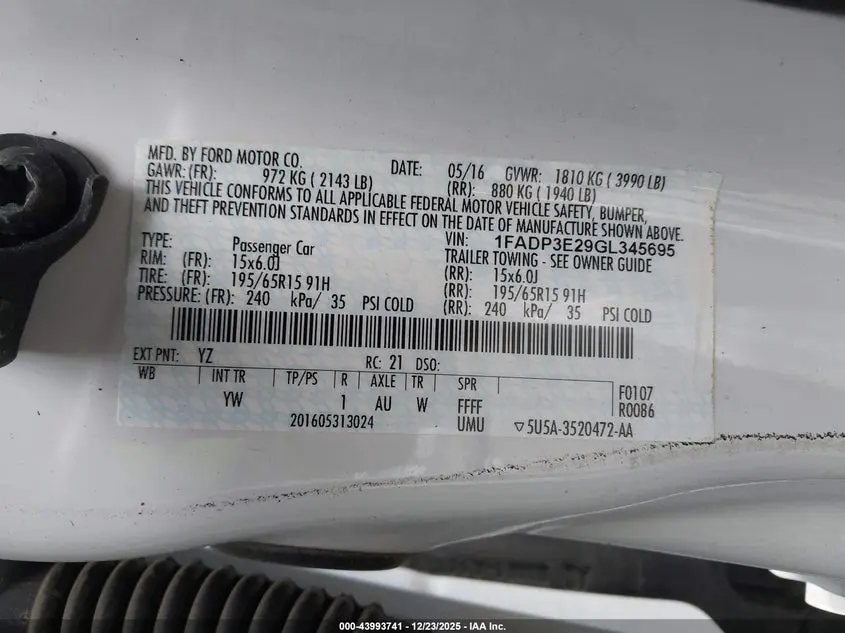 MFD. BY FORD MOTOR CO. DATE: 05/16 GVWR: 1810 KG ( 3990 LB)
GAWR: (FR): 972 KG ( 2143 LB) (RR): 880 KG ( 1940 LB)
THIS VEHICLE CONFORMS TO ALL APPLICABLE FEDERAL MOTOR VEHICLE SAFETY, BUMPER,
AND THEFT PREVENTION STANDARDS IN EFFECT ON THE DATE OF MANUFACTURE SHOWN ABOVE.
VIN: 1FADP3E29GL345695
TYPE: Passenger Car TRAILER TOWING - SEE OWNER GUIDE
RIM: (FR): 15x6.0J (RR): 15x6.0J
TIRE: (FR): 195/65R15 91H (RR): 195/65R15 91H
PRESSURE: (FR): 240 kPa/ 35 PSI COLD (RR): 240 kPa/ 35 PSI COLD
EXT PNT: YZ RC: 21 DSO:
WB INT TR TP/PS R AXLE TR SPR F0107
YW 1 AU W FFFF R0086
201605313024 UMU ▽5U5A-3520472-AA
000-43993741 - 12/23/2025 - IAA Inc.